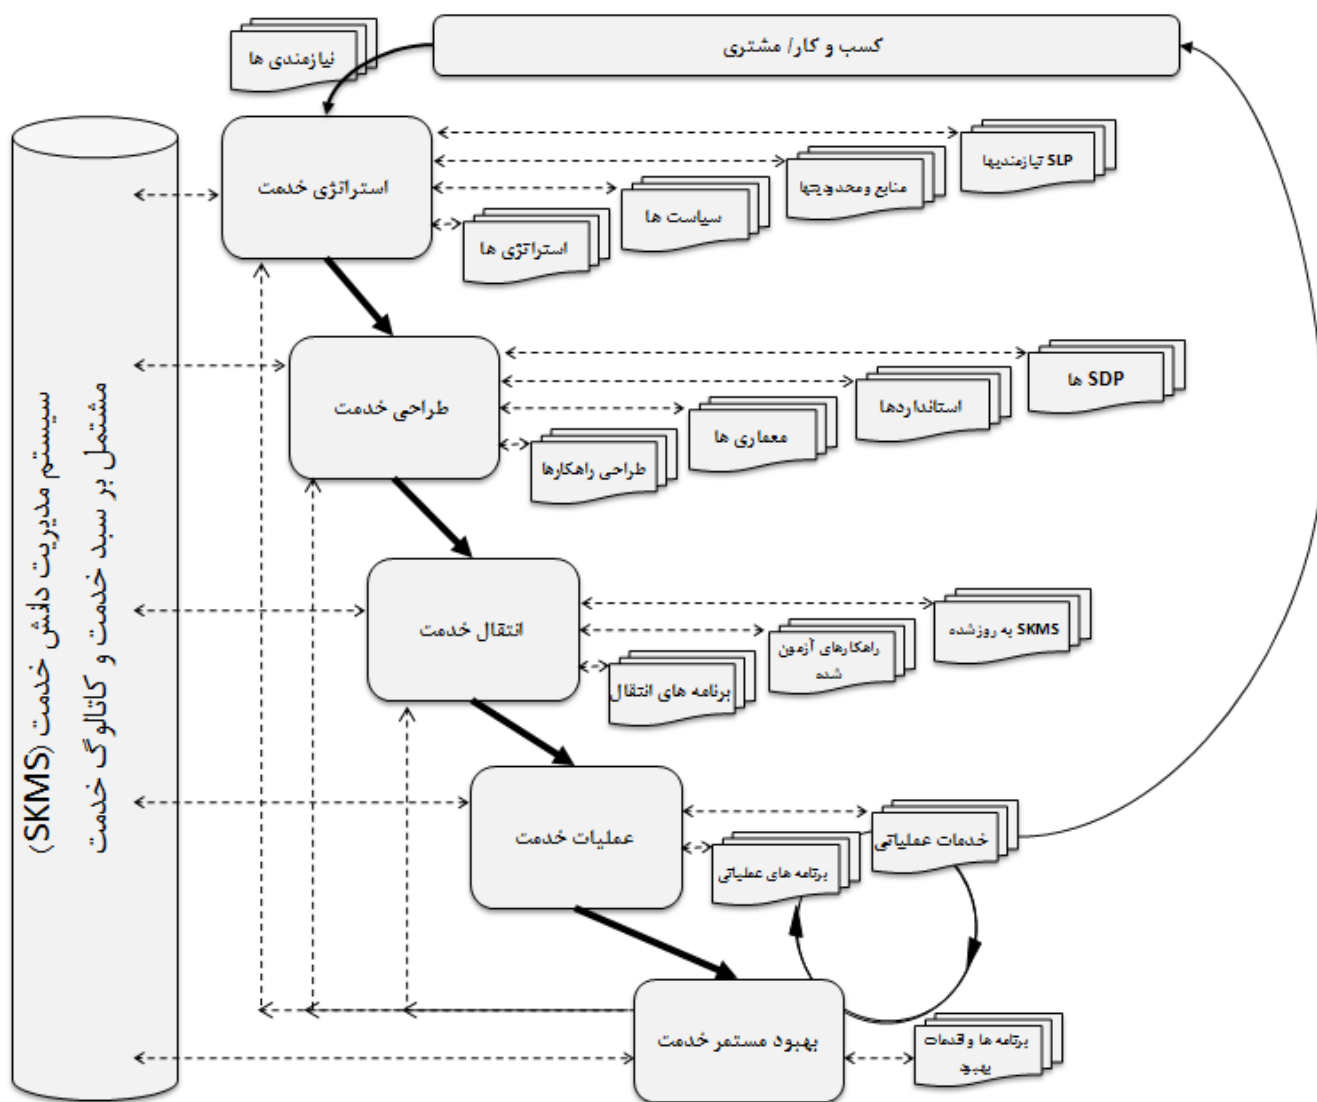 کسب و کار/ مشتری
نیازمندی ها
استراتژی خدمت
SLP نیازمندیها
منابع ومحدودیتها
سیاست ها
استراتژی ها
طراحی خدمت
SDP ها
استانداردها
معماری ها
طراحی راهکارها
انتقال خدمت
SKMS به روزشده
راهکارهای آزمون
شده
برنامه های انتقال
عملیات خدمت
خدمات عملیاتی
برنامه های عملیاتی
بهبود مستمر خدمت
برنامه ها و اقدمات
بهبود
سیستم مدیریت دانش خدمت (SKMS)
مشتمل بر سبد خدمت و کاتالوگ خدمت